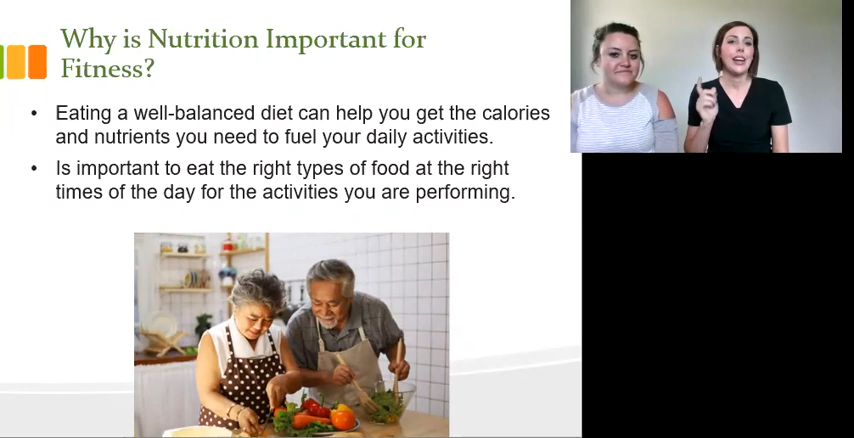 Why is Nutrition Important for
Fitness?
• Eating a well-balanced diet can help you get the calories
and nutrients you need to fuel your daily activities.
• Is important to eat the right types of food at the right
times of the day for the activities you are performing.